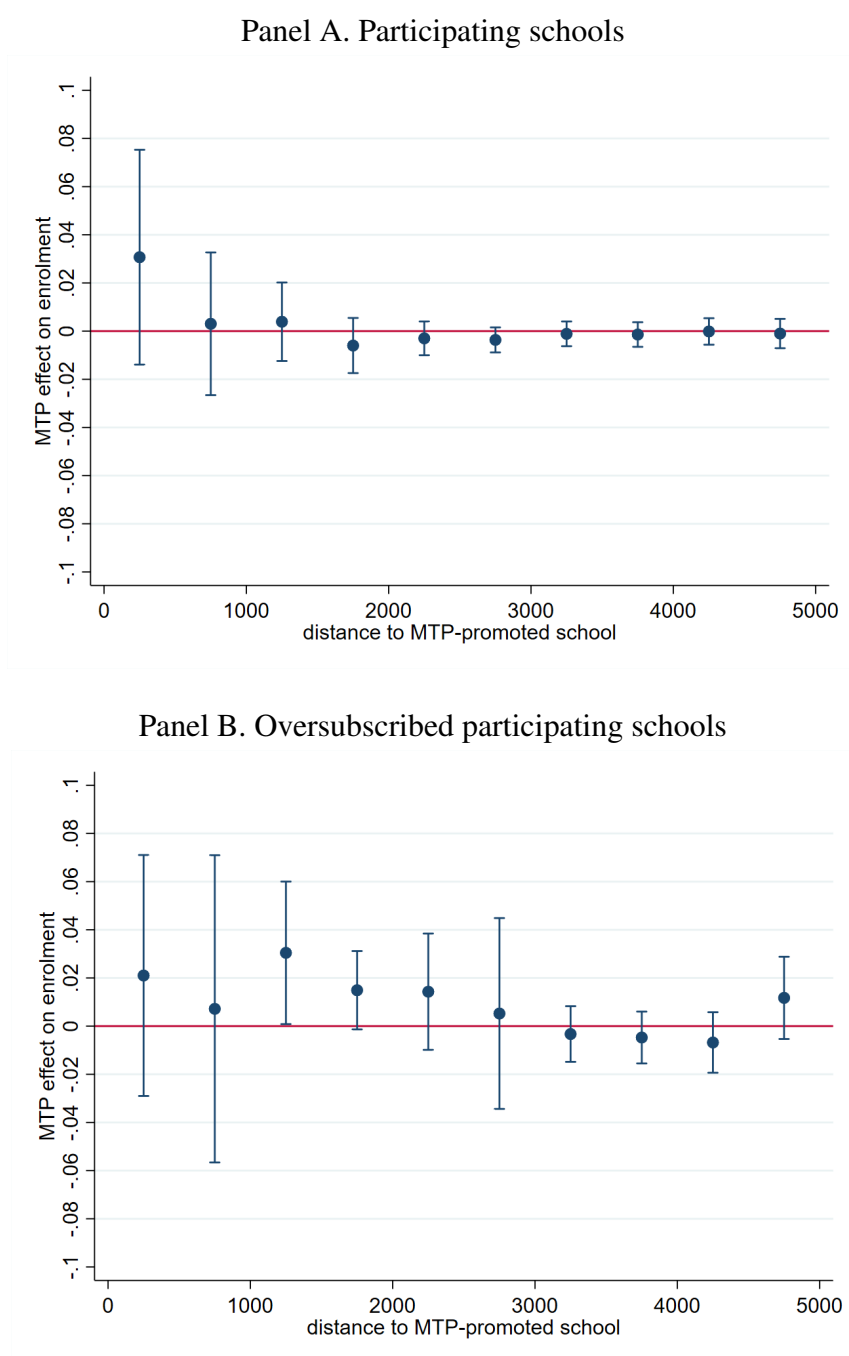 Panel A. Participating schools
.1
.08
.06
.04
.02
0
-.02
-.04
-.06
-.08
-.1
MTP effect on enrolment
0 1000 2000 3000 4000 5000
distance to MTP-promoted school
Panel B. Oversubscribed participating schools
.1
.08
.06
.04
.02
0
-.02
-.04
-.06
-.08
-.1
MTP effect on enrolment
0 1000 2000 3000 4000 5000
distance to MTP-promoted school